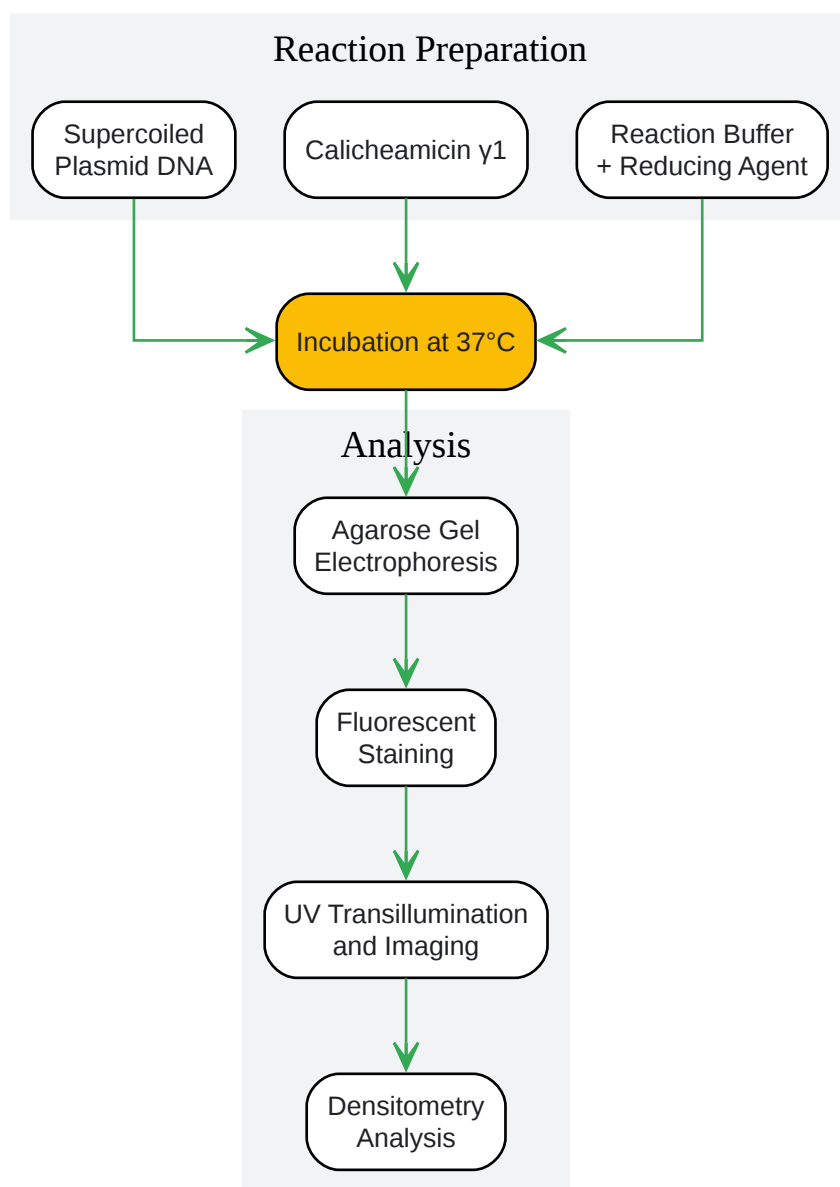 Reaction Preparation
Supercoiled
Plasmid DNA
Calicheamicin γ1
Reaction Buffer
+ Reducing Agent
Incubation at 37°C
Analysis
Agarose Gel
Electrophoresis
Fluorescent
Staining
UV Transillumination
and Imaging
Densitometry
Analysis